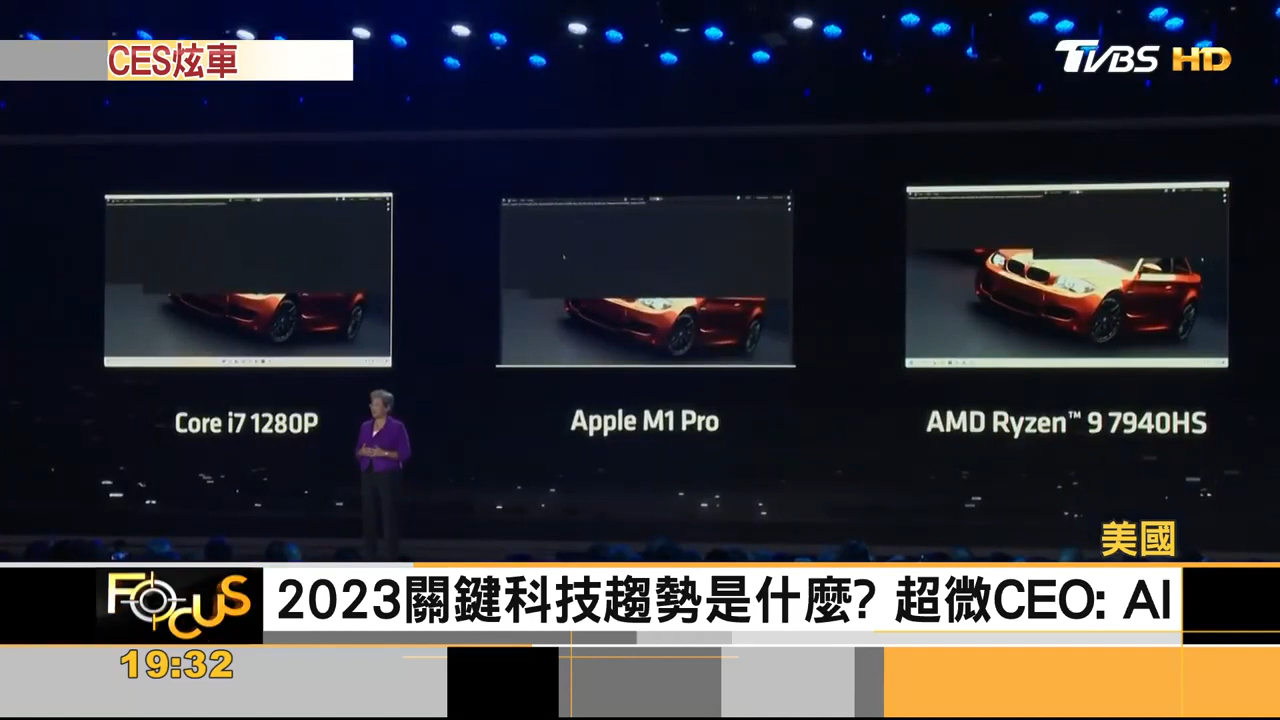 CES炫車
TVBS HD
Core i7 1280P
Apple M1 Pro
AMD Ryzen™ 9 7940HS
美國
FOCUS
2023關鍵科技趨勢是什麼? 超微CEO: AI
19:32